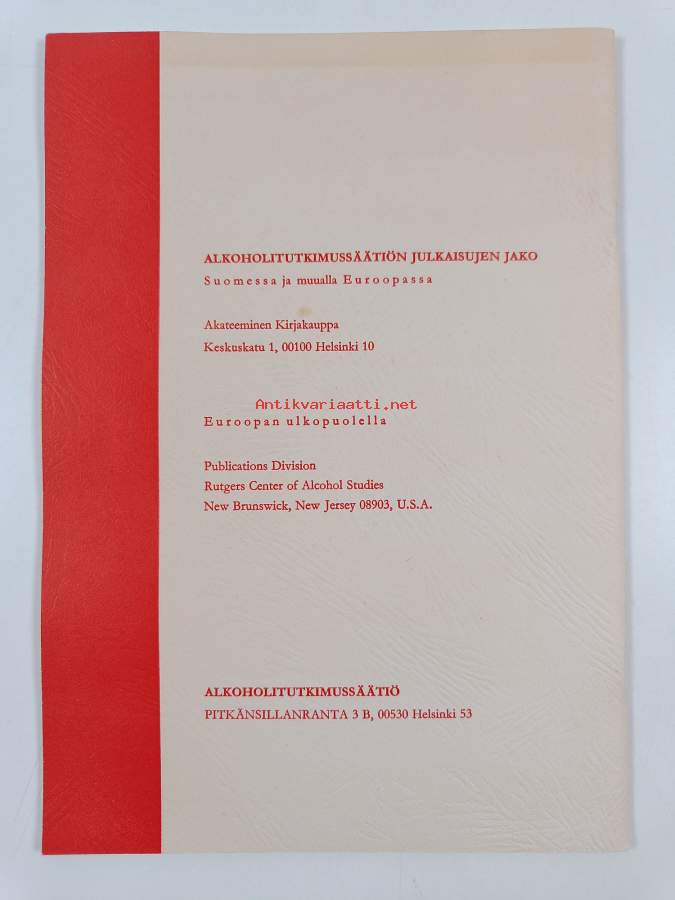 ALKOHOLITUTKIMUSSÄÄTIÖN JULKAISUJEN JAKO
Suomessa ja muualla Euroopassa
Akateeminen Kirjakauppa
Keskuskatu 1, 00100 Helsinki 10
Antikvariaatti.net
Euroopan ulkopuolella
Publications Division
Rutgers Center of Alcohol Studies
New Brunswick, New Jersey 08903, U.S.A.
ALKOHOLITUTKIMUSSÄÄTIÖ
PITKÄNSILLANRANTA 3 B, 00530 Helsinki 53